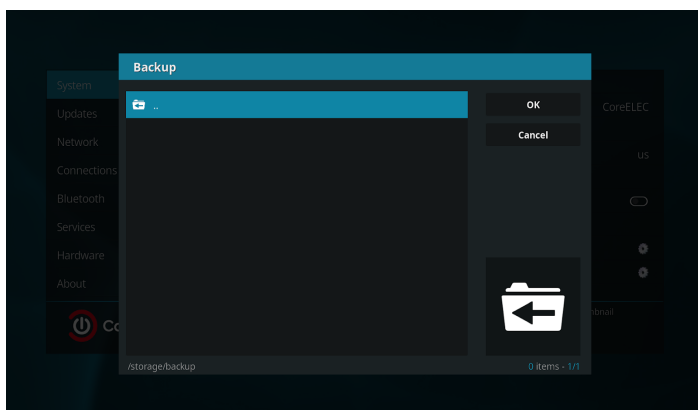 Backup
System
Updates
Network
Connections
Bluetooth
Services
Hardware
About
..
OK
Cancel
CoreELEC
us
/storage/backup
0 items - 1/1